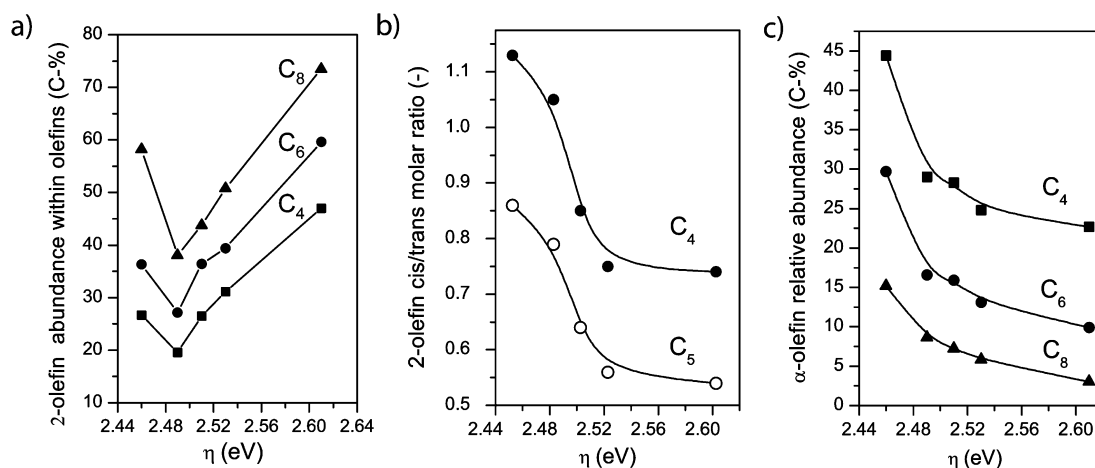 a)
2-olefin abundance within olefins (C-%)
80
70
60
50
40
30
20
10
C8
C6
C4
2.44 2.48 2.52 2.56 2.60 2.64
η (eV)
b)
2-olefin cis/trans molar ratio (-)
1.1
1.0
0.9
0.8
0.7
0.6
0.5
C4
C5
2.44 2.48 2.52 2.56 2.60
η (eV)
c)
α-olefin relative abundance (C-%)
45
40
35
30
25
20
15
10
5
0
C4
C6
C8
2.44 2.48 2.52 2.56 2.60
η (eV)